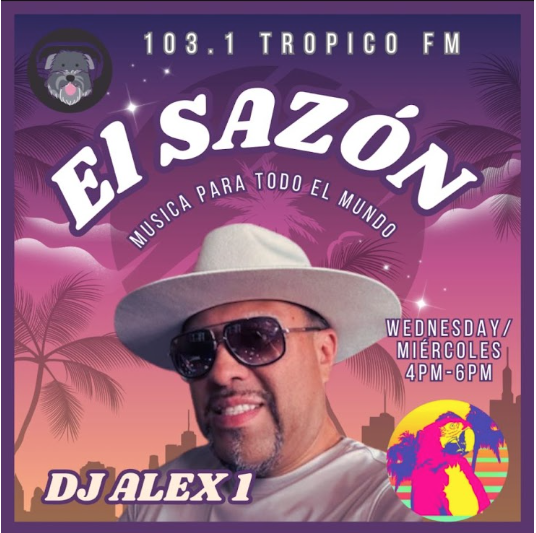 103.1 TROPICO FM
El SAZÓN
MUSICA PARA TODO EL MUNDO
WEDNESDAY/
MIÉRCOLES
4PM-6PM
DJ ALEX 1